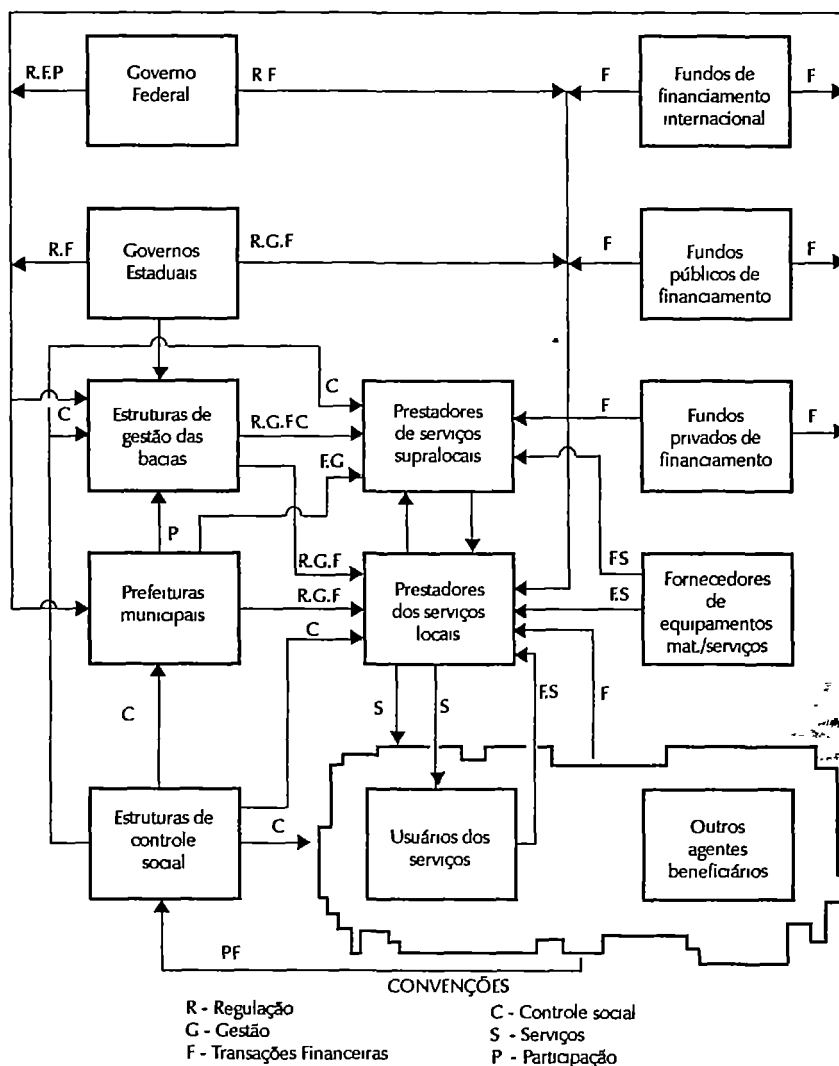 R.F.P
Governo
Federal
R F
F
Fundos de
financiamento
internacional
F
R.F
Governos
Estaduais
R.G.F
F
Fundos
públicos de
financiamento
F
C
Estruturas de
gestão das
bacias
R.G.F C
C
Prestadores
de serviços
supralocais
F
Fundos
privados de
financiamento
F
F.G
P
R.G.F
Prefeituras
municipais
R.G.F
C
Prestadores
dos serviços
locais
FS
F.S
Fornecedores
de
equipamentos
mat./serviços
C
S
S
F.S
F
Estruturas de
controle
social
C
Usuários dos
serviços
Outros
agentes
beneficiários
PF
CONVENÇÕES
R - Regulação
G - Gestão
F - Transações Financeiras
C - Controle social
S - Serviços
P - Participação